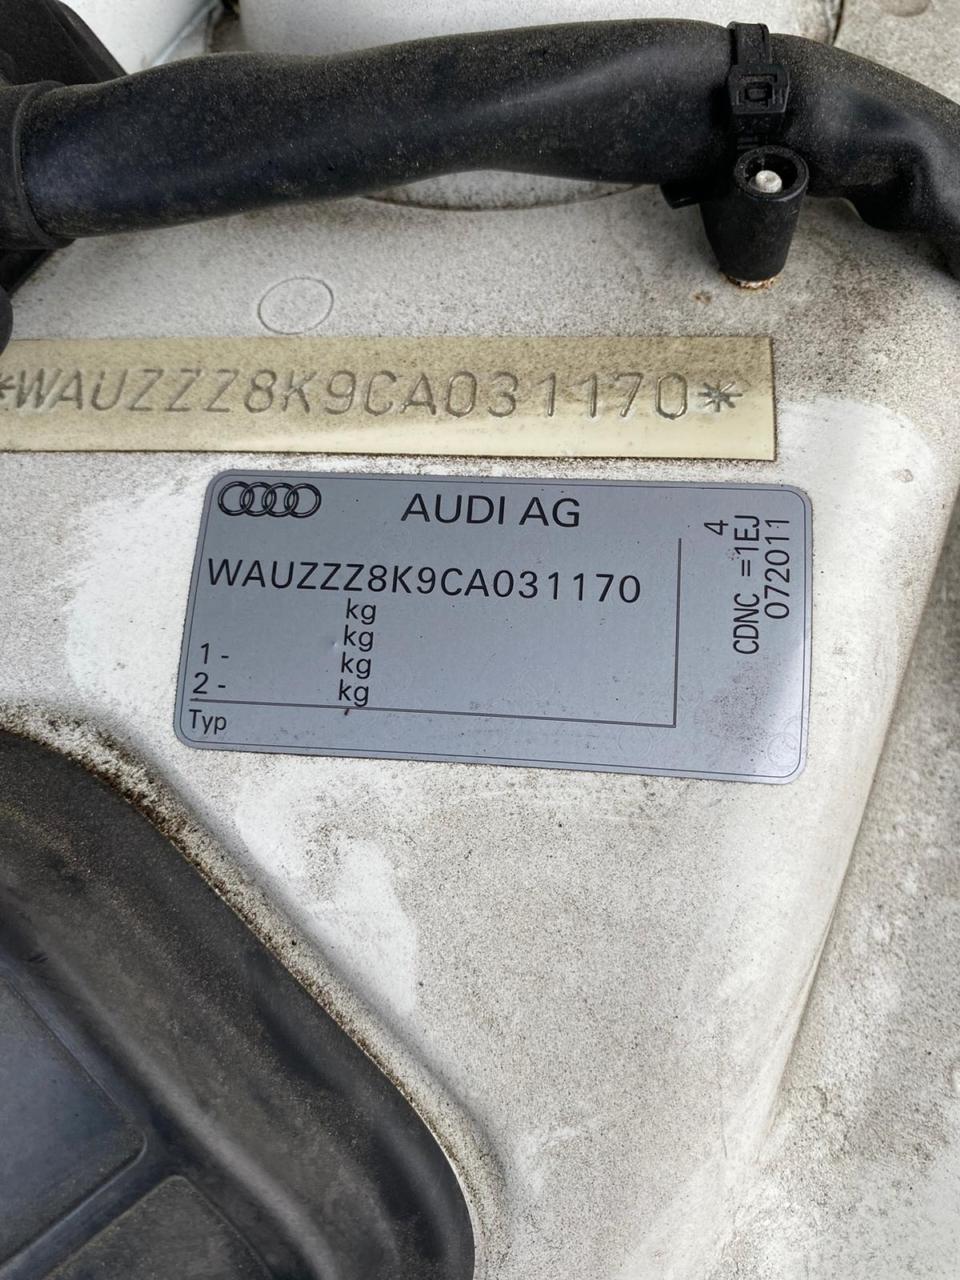 *WAUZZZ8K9CA031170*
AUDI AG
WAUZZZ8K9CA031170
kg
kg
1 - kg
2 - kg
Typ
4
CDNC =1EJ
072011